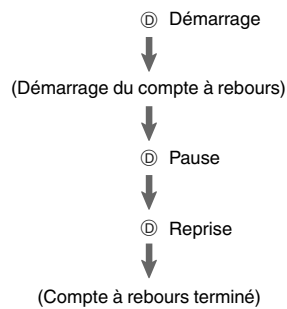 Ⓓ Démarrage
(Démarrage du compte à rebours)
Ⓓ Pause
Ⓓ Reprise
(Compte à rebours terminé)